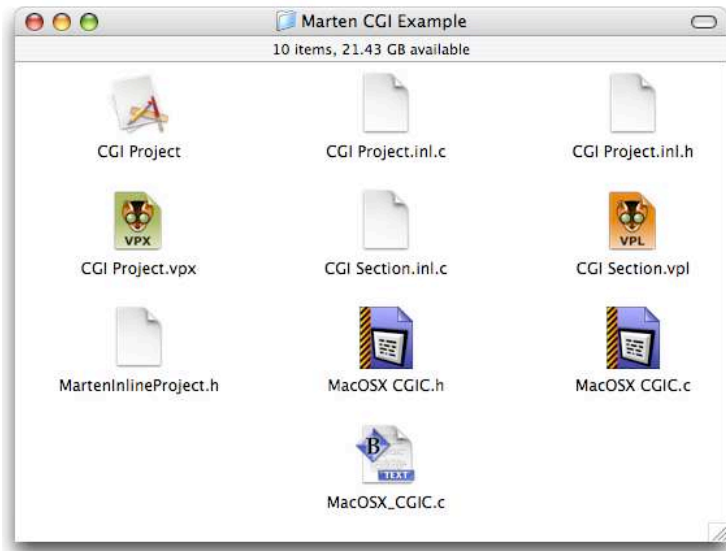 Marten CGI Example
10 items, 21.43 GB available
CGI Project
CGI Project.inl.c
CGI Project.inl.h
VPX
VPL
CGI Project.vpx
CGI Section.inl.c
CGI Section.vpl
MartenInlineProject.h
MacOSX CGIC.h
MacOSX CGIC.c
B
TEXT
MacOSX_CGIC.c